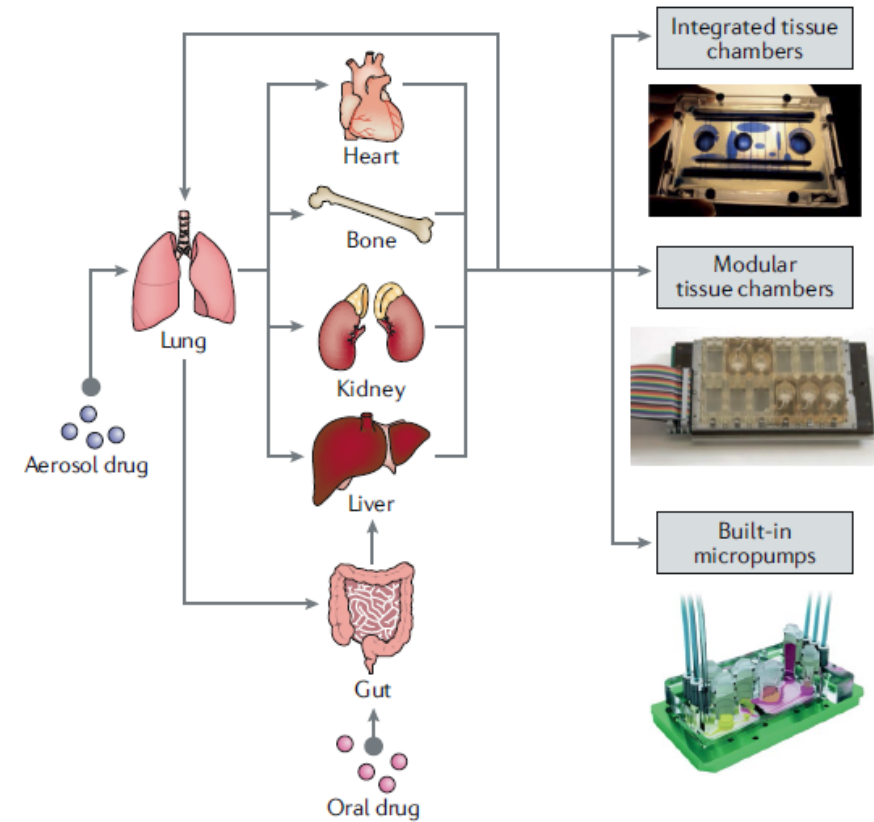 Integrated tissue
chambers
Heart
Bone
Modular
tissue chambers
Lung
Kidney
Aerosol drug
Liver
Built-in
micropumps
Gut
Oral drug